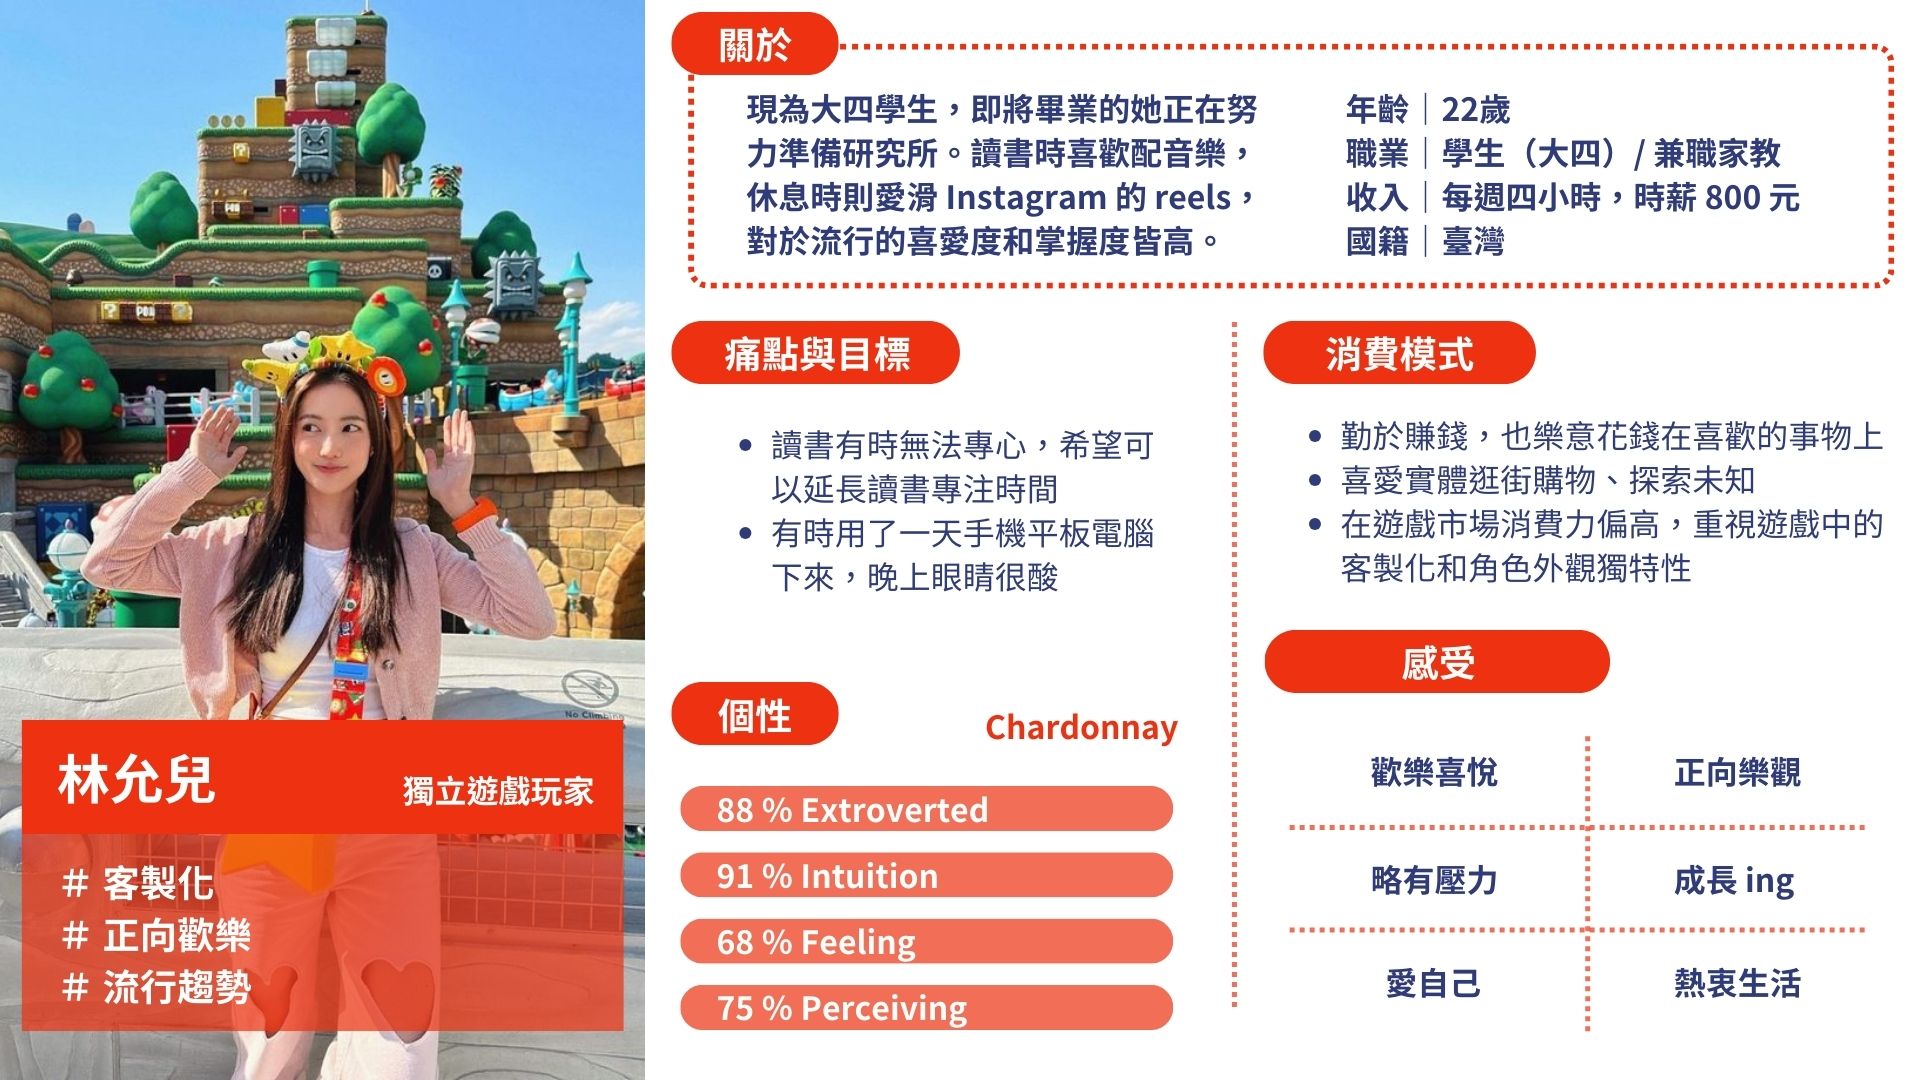 關於
現為大四學生，即將畢業的她正在努
力準備研究所。讀書時喜歡配音樂，
休息時則愛滑 Instagram 的 reels，
對於流行的喜愛度和掌握度皆高。
年齡｜22歲
職業｜學生（大四）/ 兼職家教
收入｜每週四小時，時薪 800 元
國籍｜臺灣
痛點與目標
• 讀書有時無法專心，希望可
以延長讀書專注時間
• 有時用了一天手機平板電腦
下來，晚上眼睛很酸
消費模式
• 勤於賺錢，也樂意花錢在喜歡的事物上
• 喜愛實體逛街購物、探索未知
• 在遊戲市場消費力偏高，重視遊戲中的
客製化和角色外觀獨特性
個性
Chardonnay
88 % Extroverted
91 % Intuition
68 % Feeling
75 % Perceiving
感受
歡樂喜悅
正向樂觀
略有壓力
成長 ing
愛自己
熱衷生活
POW
No Climbing
林允兒
獨立遊戲玩家
# 客製化
# 正向歡樂
# 流行趨勢